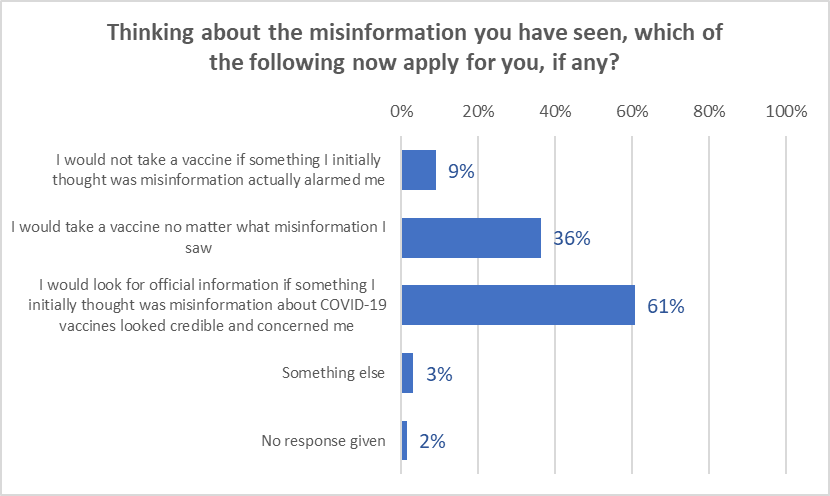 Thinking about the misinformation you have seen, which of
the following now apply for you, if any?
0% 20% 40% 60% 80% 100%
I would not take a vaccine if something I initially
thought was misinformation actually alarmed me
9%
I would take a vaccine no matter what misinformation I
saw
36%
I would look for official information if something I
initially thought was misinformation about COVID-19
vaccines looked credible and concerned me
61%
Something else
3%
No response given
2%